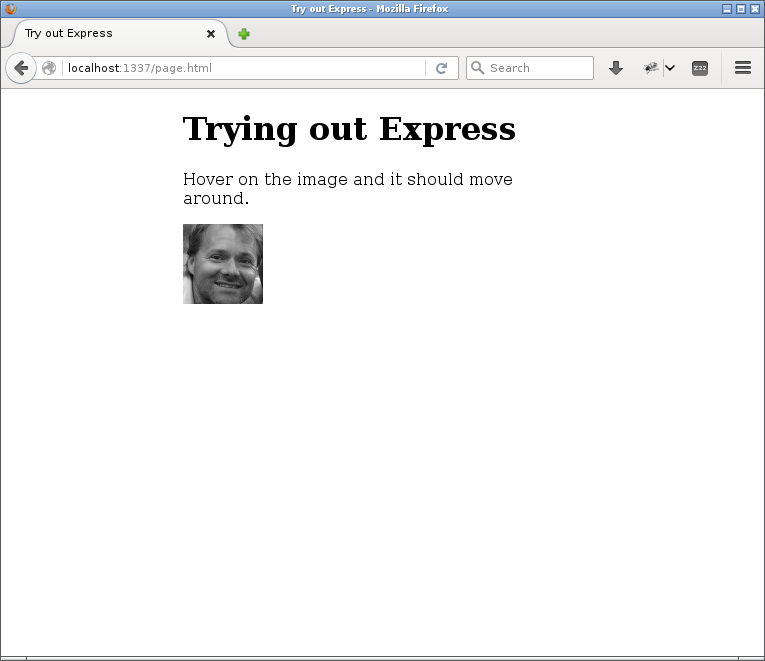 Try out Express - Mozilla Firefox
Try out Express
localhost:1337/page.html
Search
zzz
Trying out Express
Hover on the image and it should move
around.